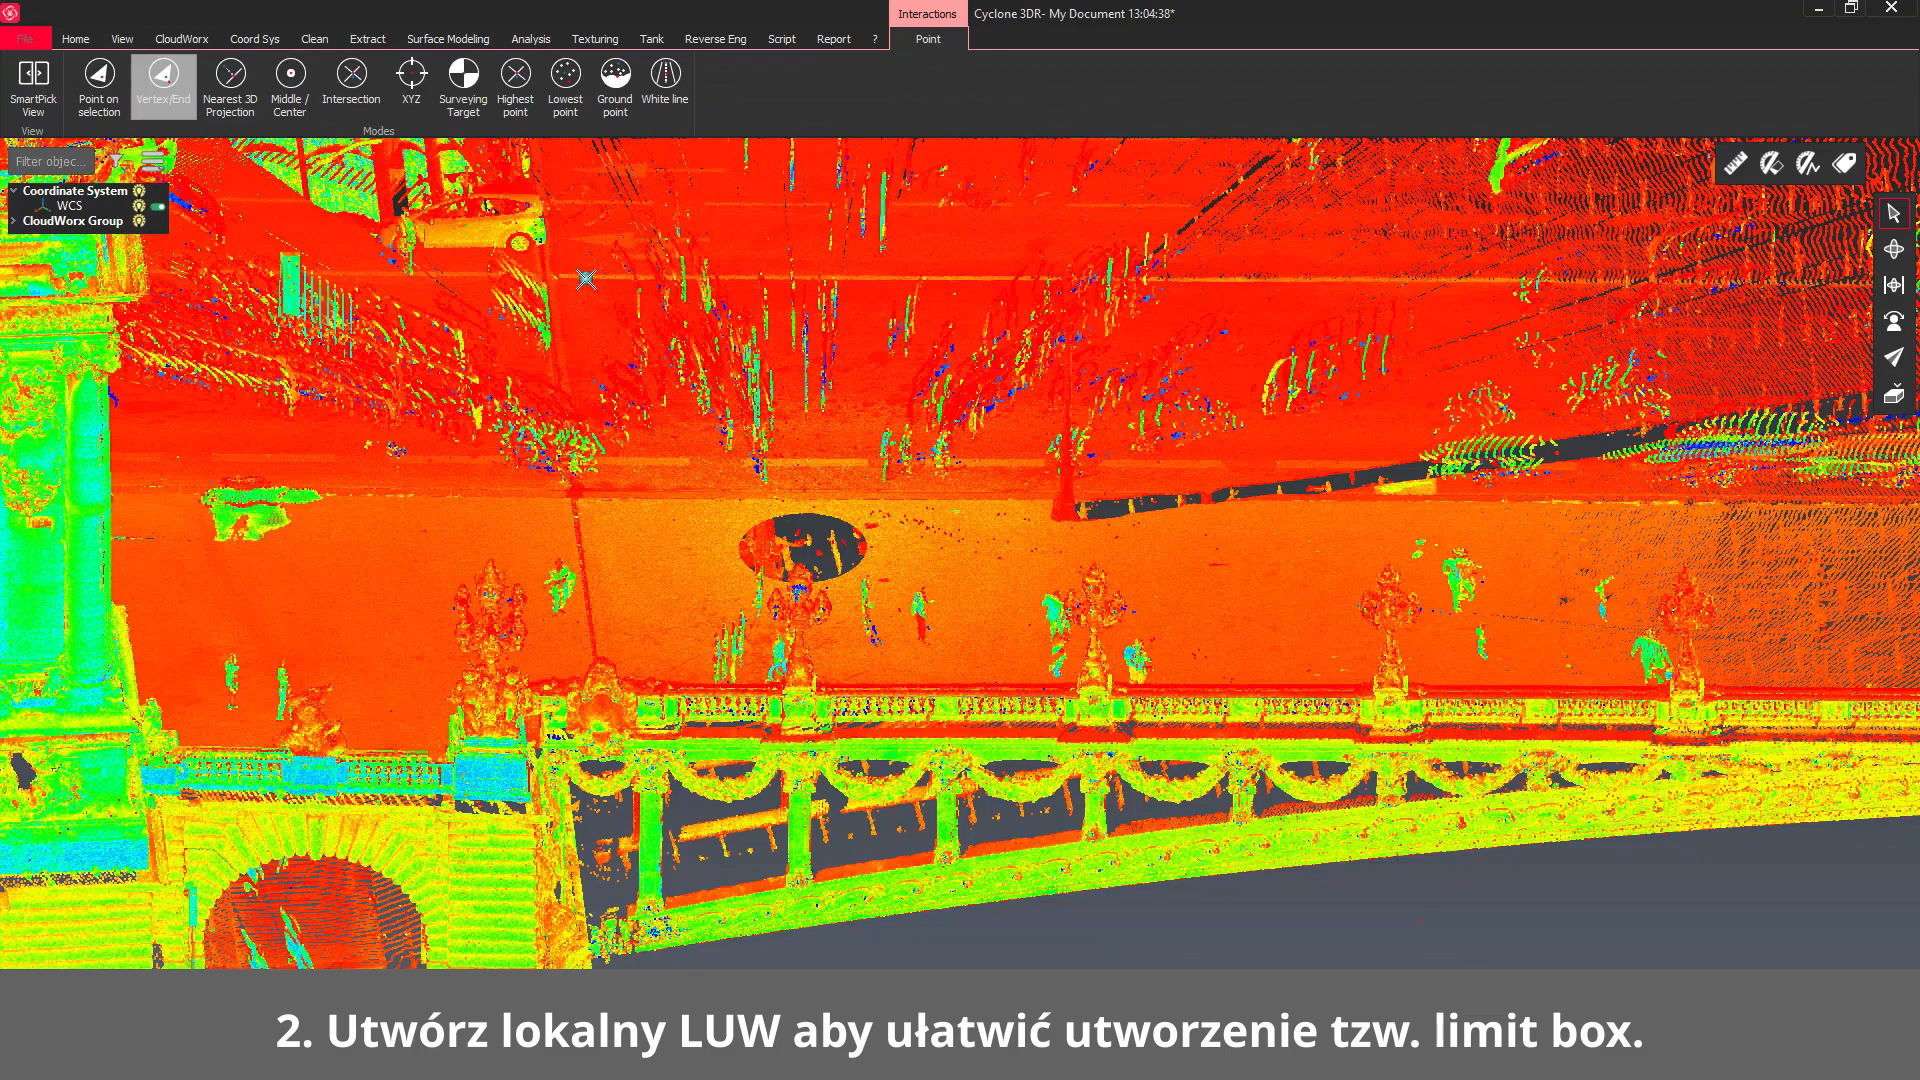 Interactions
Cyclone 3DR- My Document 13:04:38*
File Home View CloudWorx Coord Sys Clean Extract Surface Modeling Analysis Texturing Tank Reverse Eng Script Report ? Point
SmartPick View
Point on selection
Vertex/End
Nearest 3D Projection
Middle / Center
Intersection
XYZ
Surveying Target
Highest point
Lowest point
Ground point
White line
View
Modes
Filter objec...
Coordinate System
WCS
CloudWorx Group
2. Utwórz lokalny LUW aby ułatwić utworzenie tzw. limit box.